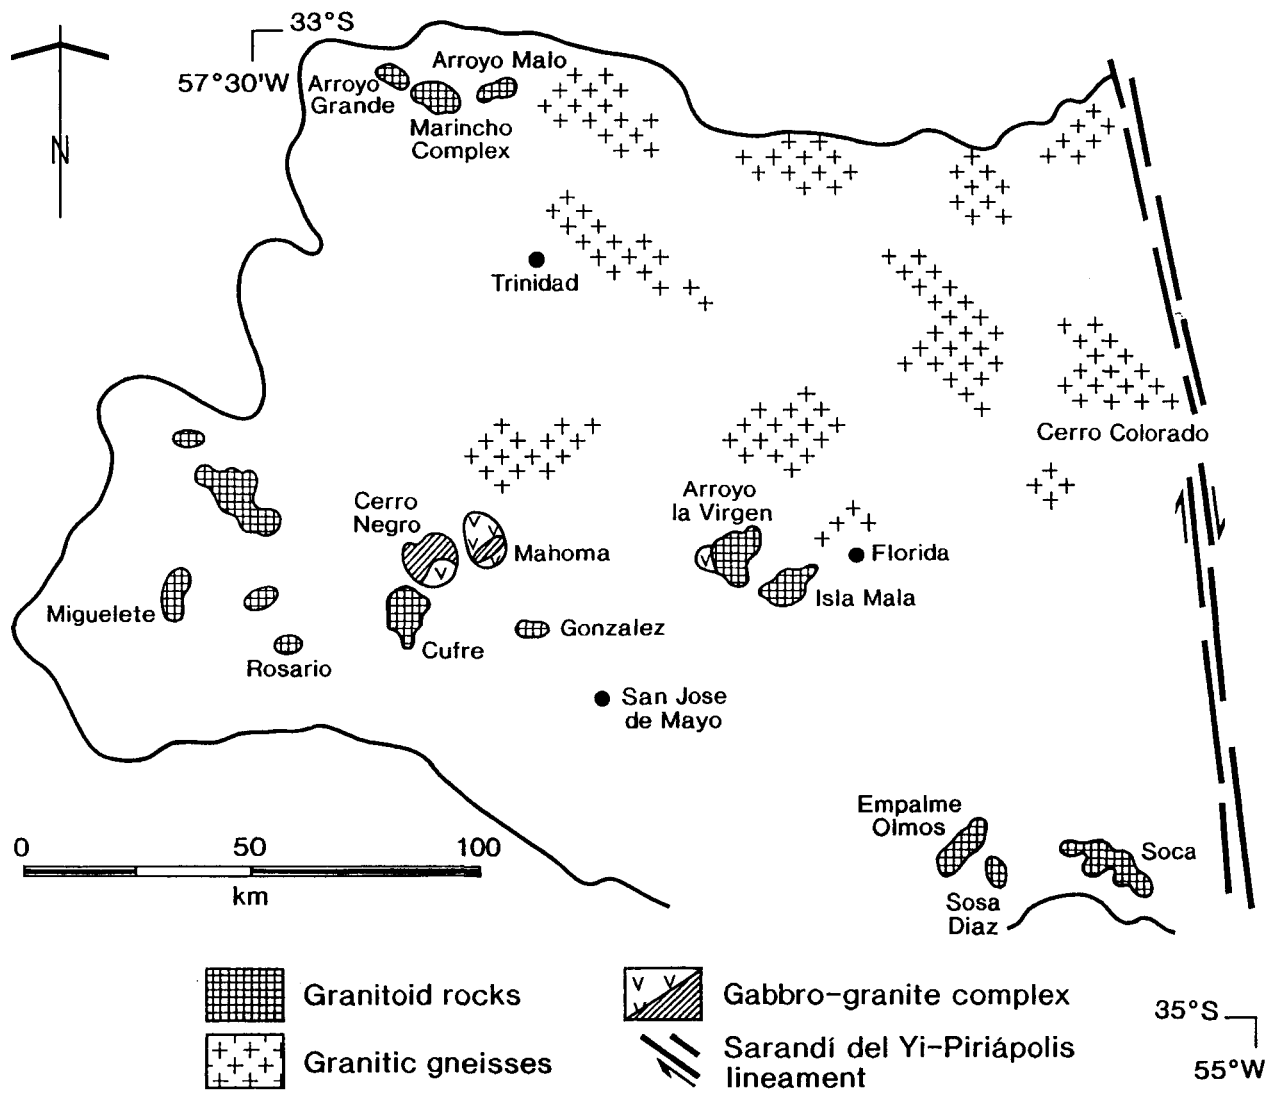 33°S
57°30'W
N
Arroyo Malo
Arroyo
Grande
Marincho
Complex
Trinidad
Cerro Colorado
Cerro
Negro
Mahoma
Arroyo
la Virgen
Florida
Isla Mala
Miguelete
Rosario
Cufre
Gonzalez
San Jose
de Mayo
Empalme
Olmos
Soca
Sosa
Diaz
0 50 100
km
Granitoid rocks
Granitic gneisses
Gabbro-granite complex
Sarandí del Yi-Piriápolis
lineament
35°S
55°W